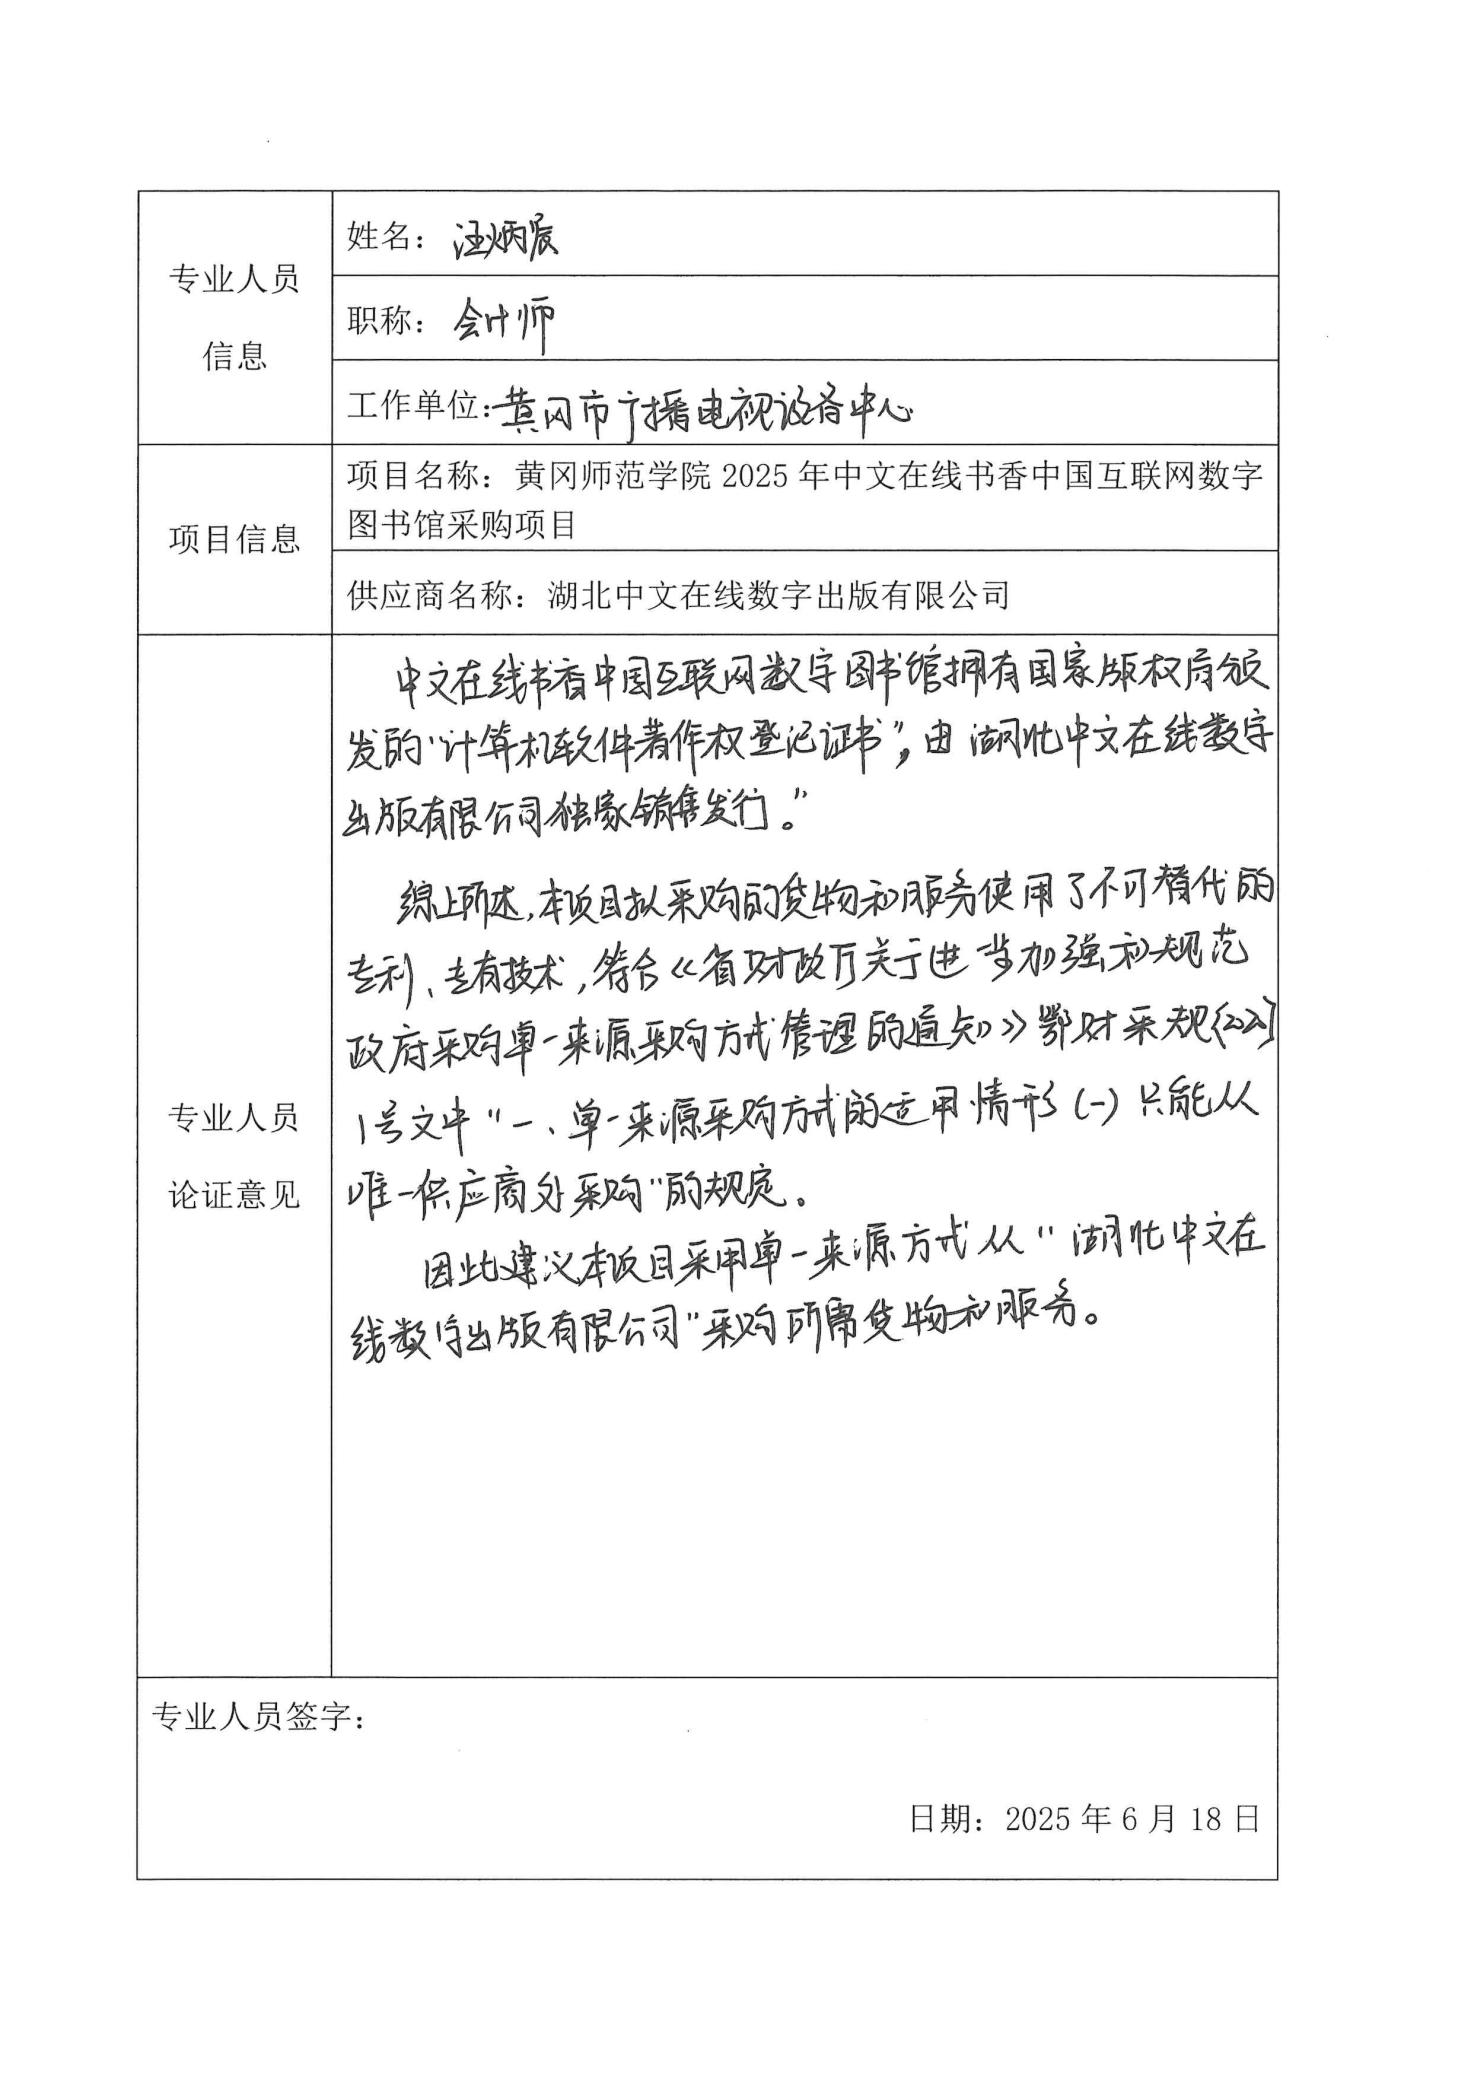 专业人员
信息
姓名：汪炳辰
职称：会计师
工作单位：黄冈市广播电视设备中心
项目信息
项目名称：黄冈师范学院 2025 年中文在线书香中国互联网数字
图书馆采购项目
供应商名称：湖北中文在线数字出版有限公司
专业人员
论证意见
中文在线书香中国互联网数字图书馆拥有国家版权局颁
发的“计算机软件著作权登记证书”，由湖北中文在线数字
出版有限公司独家销售发行。”
综上所述，本项目拟采购的货物和服务使用了不可替代的
专利、专有技术，符合《省财政厅关于进一步加强和规范
政府采购单一来源采购方式管理的通知》鄂财采规〔2022〕
1号文中“一、单一来源采购方式的适用情形（一）只能从
唯一供应商处采购”的规定。
因此建议本项目采用单一来源方式从“湖北中文在
线数字出版有限公司”采购所需货物和服务。
专业人员签字：
日期：2025 年 6 月 18 日